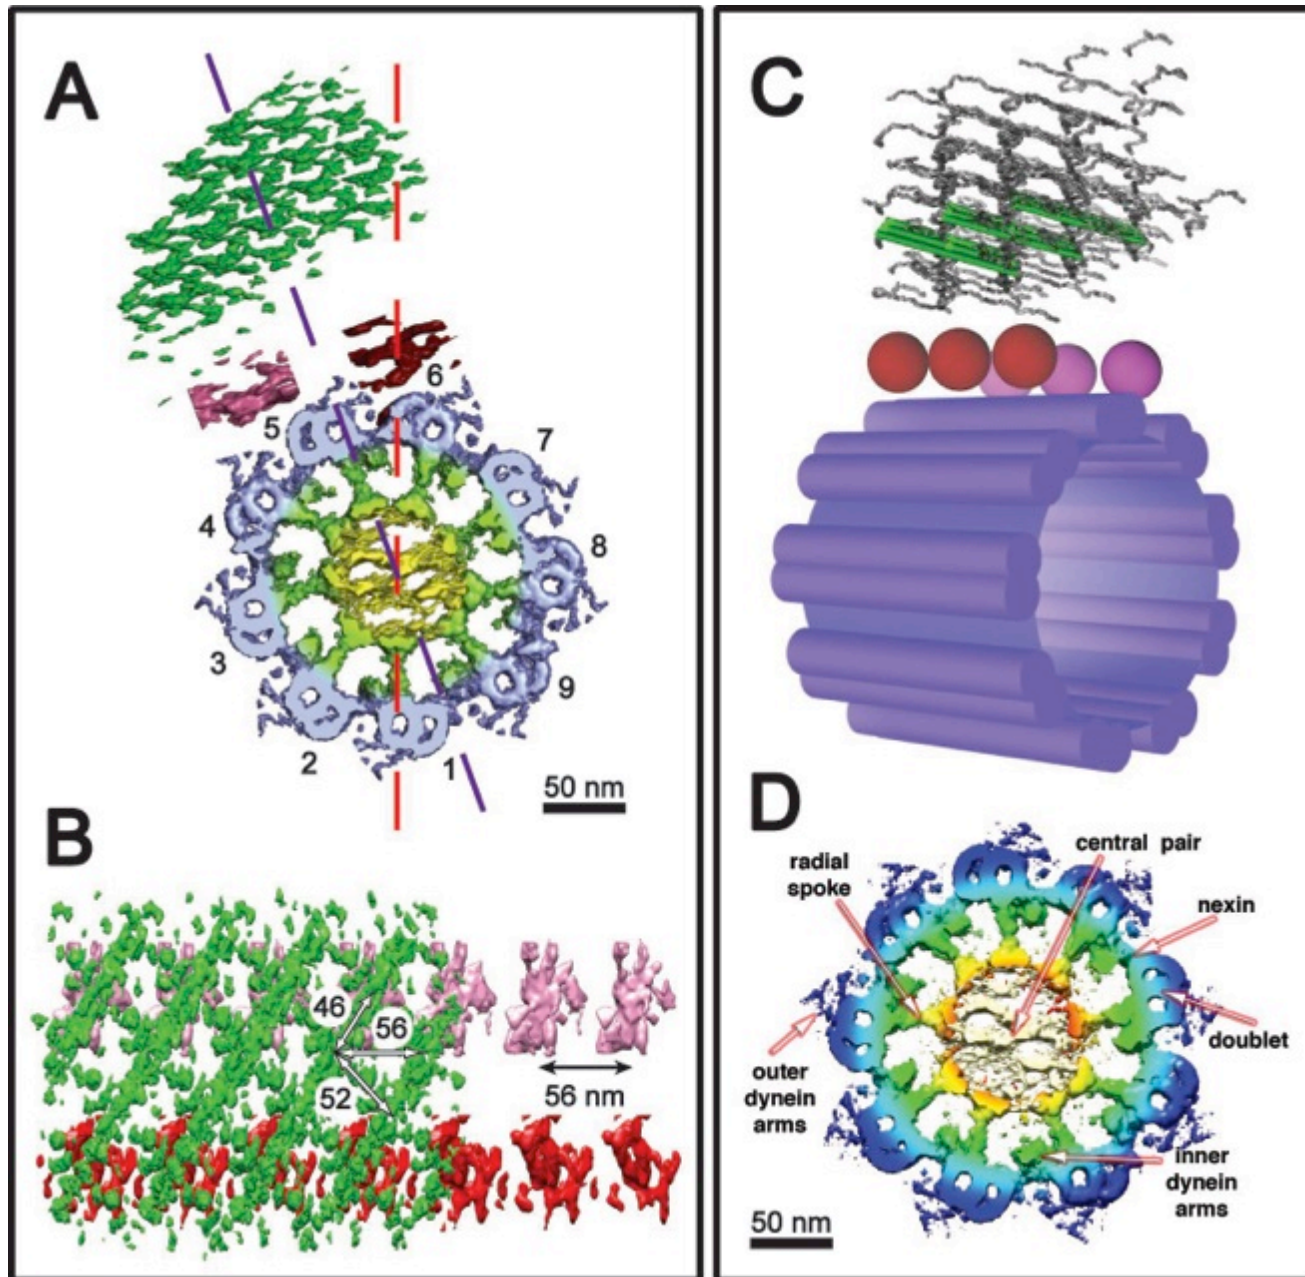 A
6
5
7
4
8
3
9
2
1
50 nm
B
46
56
52
56 nm
C
D
central pair
radial
spoke
nexin
doublet
outer
dynein
arms
inner
dynein
arms
50 nm